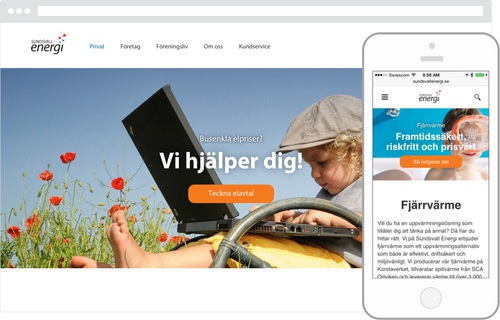 SUNDSVALL
energi
Privat Företag Föreningsliv Om oss Kundservice
Busenkla elpriser?
Vi hjälper dig!
Teckna elavtal
Swisscom 9:58 AM
sundsvallenergi.se
SUNDSVALL
energi
Fjärrvärme
Framtidssäkert,
riskfritt och prisvärt
Så fungerar det
Fjärrvärme
Vill du ha en uppvärmningslösning som
tillåter dig att tänka på annat? Då har du
hittat rätt. Vi på Sundsvall Energi erbjuder
fjärrvärme som ett uppvärmningsalternativ
som både är effektivt, driftsäkert och
miljövänligt. Vi producerar vår fjärrvärme på
Korstaverket, tillvaratar spillvärme från SCA
Ortviken och levererar värme till över 100